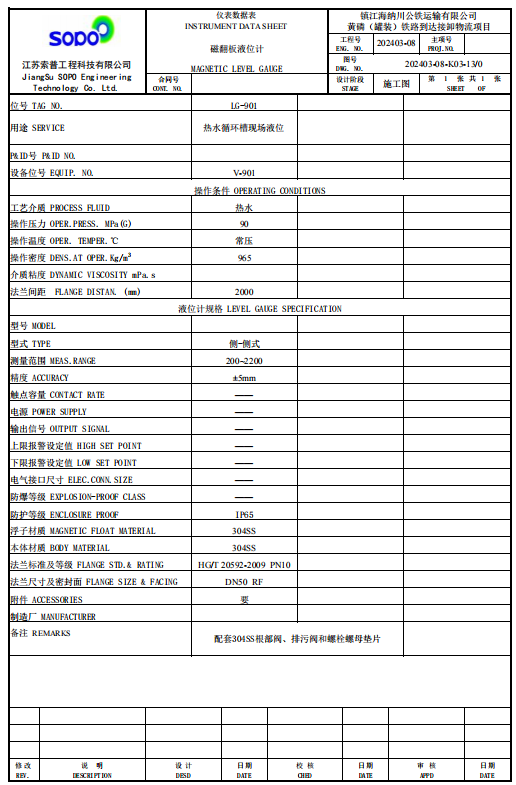 SOPO
江苏索普工程科技有限公司
JiangSu SOPO Engineering
Technology Co. Ltd.
仪表数据表
INSTRUMENT DATA SHEET
磁翻板液位计
MAGNETIC LEVEL GAUGE
合同号
CONT. NO.
镇江海纳川公铁运输有限公司
黄磷（罐装）铁路到达接卸物流项目
工程号 ENG. NO. 202403-08 主项号 PROJ.NO.
图号 DWG. NO. 202403-08-K03-13/0
设计阶段 STAGE 施工图 第 1 张 共 1 张 SHEET OF
位号 TAG NO. LG-901
用途 SERVICE 热水循环槽现场液位
P&ID号 P&ID NO.
设备位号 EQUIP. NO. V-901
操作条件 OPERATING CONDITIONS
工艺介质 PROCESS FLUID 热水
操作压力 OPER.PRESS. MPa(G) 90
操作温度 OPER. TEMPER.℃ 常压
操作密度 DENS.AT OPER.Kg/m³ 965
介质粘度 DYNAMIC VISCOSITY mPa.s
法兰间距 FLANGE DISTAN. (mm) 2000
液位计规格 LEVEL GAUGE SPECIFICATION
型号 MODEL
型式 TYPE 侧-侧式
测量范围 MEAS.RANGE 200~2200
精度 ACCURACY ±5mm
触点容量 CONTACT RATE ——
电源 POWER SUPPLY ——
输出信号 OUTPUT SIGNAL ——
上限报警设定值 HIGH SET POINT ——
下限报警设定值 LOW SET POINT ——
电气接口尺寸 ELEC.CONN.SIZE ——
防爆等级 EXPLOSION-PROOF CLASS ——
防护等级 ENCLOSURE PROOF IP65
浮子材质 MAGNETIC FLOAT MATERIAL 304SS
本体材质 BODY MATERIAL 304SS
法兰标准及等级 FLANGE STD.& RATING HG/T 20592-2009 PN10
法兰尺寸及密封面 FLANGE SIZE & FACING DN50 RF
附件 ACCESSORIES 要
制造厂 MANUFACTURER
备注 REMARKS 配套304SS根部阀、排污阀和螺栓螺母垫片
修改 说 明 设 计 日期 校 核 日期 审 核 日期
REV. DESCRIPTION DESD DATE CHED DATE APPD DATE